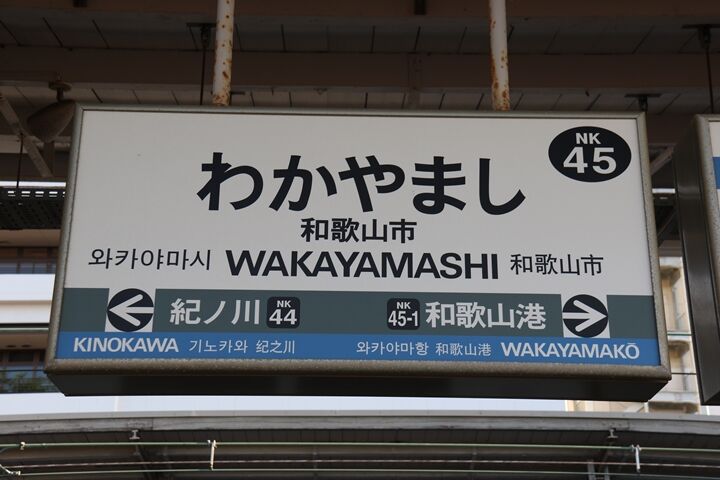 NK
45
わかやまし
和歌山市
와카야마시 WAKAYAMASHI 和歌山市
紀ノ川 NK 44 NK 45-1 和歌山港
KINOKAWA 기노카와 纪之川 와카야마항 和歌山港 WAKAYAMAKŌ